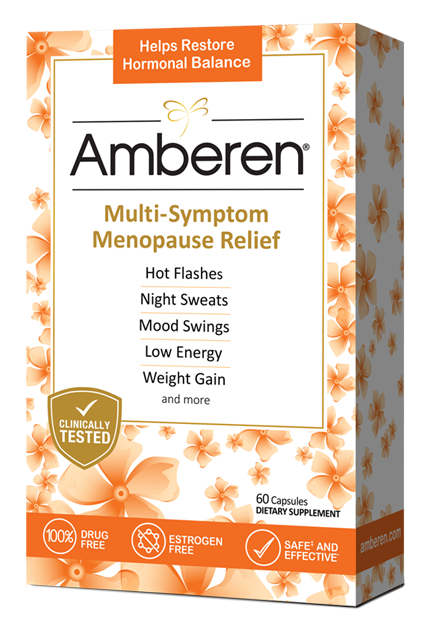 Helps Restore
Hormonal Balance
Amberen®
Multi-Symptom
Menopause Relief
Hot Flashes
Night Sweats
Mood Swings
Low Energy
Weight Gain
and more
CLINICALLY
TESTED
60 Capsules
DIETARY SUPPLEMENT
100%
DRUG
FREE
ESTROGEN
FREE
SAFE‡ AND
EFFECTIVE*
amberen.com